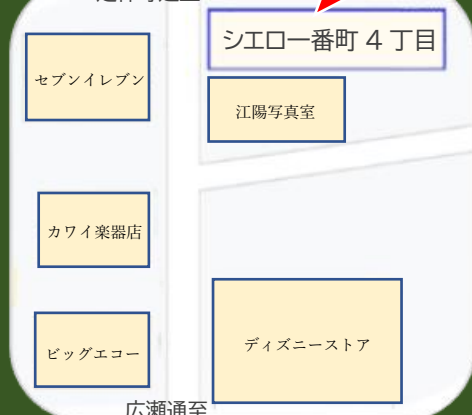 シエロ一番町 4 丁目
セブンイレブン
江陽写真室
カワイ楽器店
ディズニーストア
ビッグエコー
広瀬通至